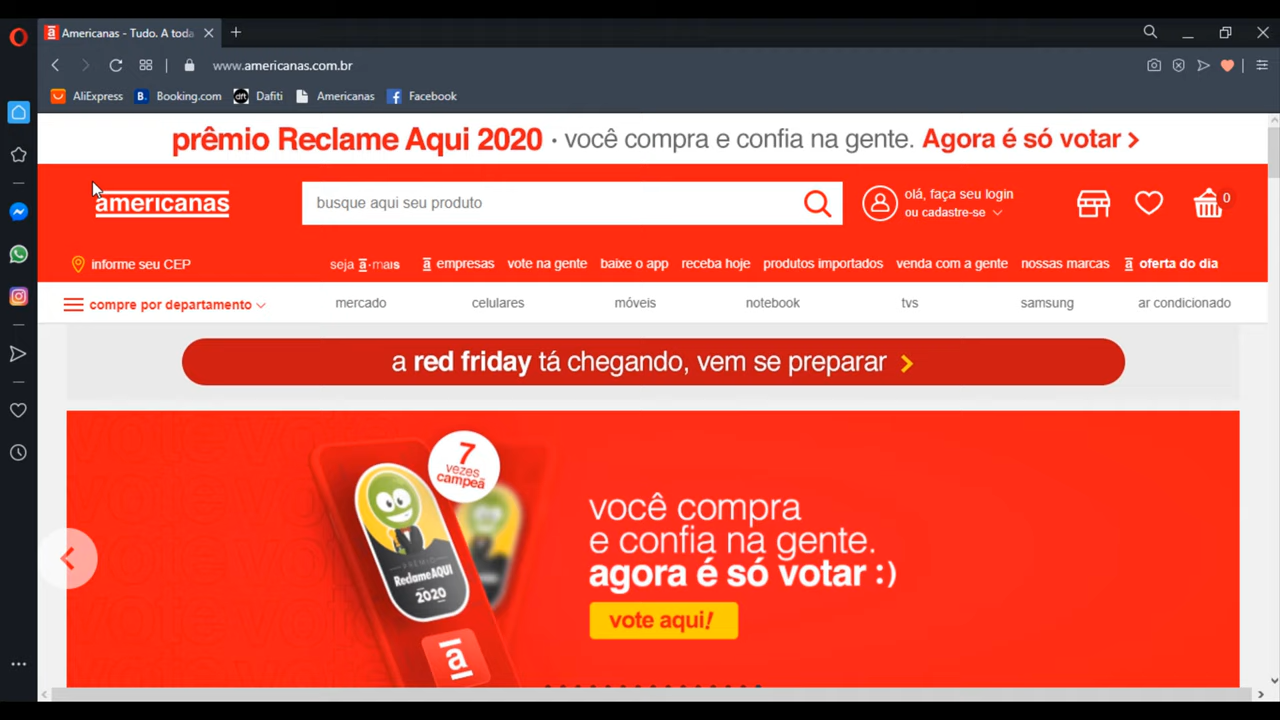 Americanas - Tudo. A toda
www.americanas.com.br
AliExpress
B. Booking.com
dft Dafiti
Americanas
Facebook
prêmio Reclame Aqui 2020 · você compra e confia na gente. Agora é só votar
americanas
busque aqui seu produto
olá, faça seu login
ou cadastre-se
0
informe seu CEP
seja a-mais
a empresas
vote na gente
baixe o app
receba hoje
produtos importados
venda com a gente
nossas marcas
a oferta do dia
compre por departamento
mercado
celulares
móveis
notebook
tvs
samsung
ar condicionado
a red friday tá chegando, vem se preparar
7
vezes
campeã
PRÊMIO
ReclameAQUI
2020
a
você compra
e confia na gente.
agora é só votar :)
vote aqui!